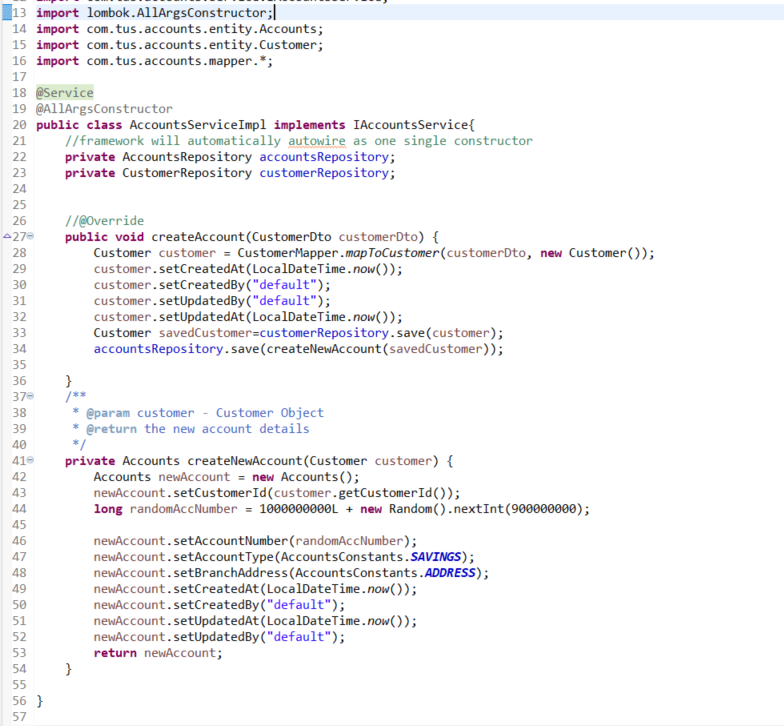 13 import lombok.AllArgsConstructor;
14 import com.tus.accounts.entity.Accounts;
15 import com.tus.accounts.entity.Customer;
16 import com.tus.accounts.mapper.*;
17
18 @Service
19 @AllArgsConstructor
20 public class AccountsServiceImpl implements IAccountsService{
21     //framework will automatically autowire as one single constructor
22     private AccountsRepository accountsRepository;
23     private CustomerRepository customerRepository;
24
25
26     //@Override
27     public void createAccount(CustomerDto customerDto) {
28         Customer customer = CustomerMapper.mapToCustomer(customerDto, new Customer());
29         customer.setCreatedAt(LocalDateTime.now());
30         customer.setCreatedBy("default");
31         customer.setUpdatedBy("default");
32         customer.setUpdatedAt(LocalDateTime.now());
33         Customer savedCustomer=customerRepository.save(customer);
34         accountsRepository.save(createNewAccount(savedCustomer));
35
36     }
37     /**
38      * @param customer - Customer Object
39      * @return the new account details
40      */
41     private Accounts createNewAccount(Customer customer) {
42         Accounts newAccount = new Accounts();
43         newAccount.setCustomerId(customer.getCustomerId());
44         long randomAccNumber = 1000000000L + new Random().nextInt(900000000);
45
46         newAccount.setAccountNumber(randomAccNumber);
47         newAccount.setAccountType(AccountsConstants.SAVINGS);
48         newAccount.setBranchAddress(AccountsConstants.ADDRESS);
49         newAccount.setCreatedAt(LocalDateTime.now());
50         newAccount.setCreatedBy("default");
51         newAccount.setUpdatedAt(LocalDateTime.now());
52         newAccount.setUpdatedBy("default");
53         return newAccount;
54     }
55
56 }
57